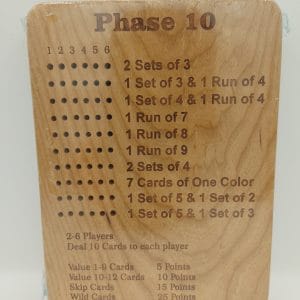 Phase 10
1 2 3 4 5 6
2 Sets of 3
1 Set of 3 & 1 Run of 4
1 Set of 4 & 1 Run of 4
1 Run of 7
1 Run of 8
1 Run of 9
2 Sets of 4
7 Cards of One Color
1 Set of 5 & 1 Set of 2
1 Set of 5 & 1 Set of 3
2-6 Players
Deal 10 Cards to each player
Value 1-9 Cards 5 Points
Value 10-12 Cards 10 Points
Skip Cards 15 Points
Wild Cards 25 Points